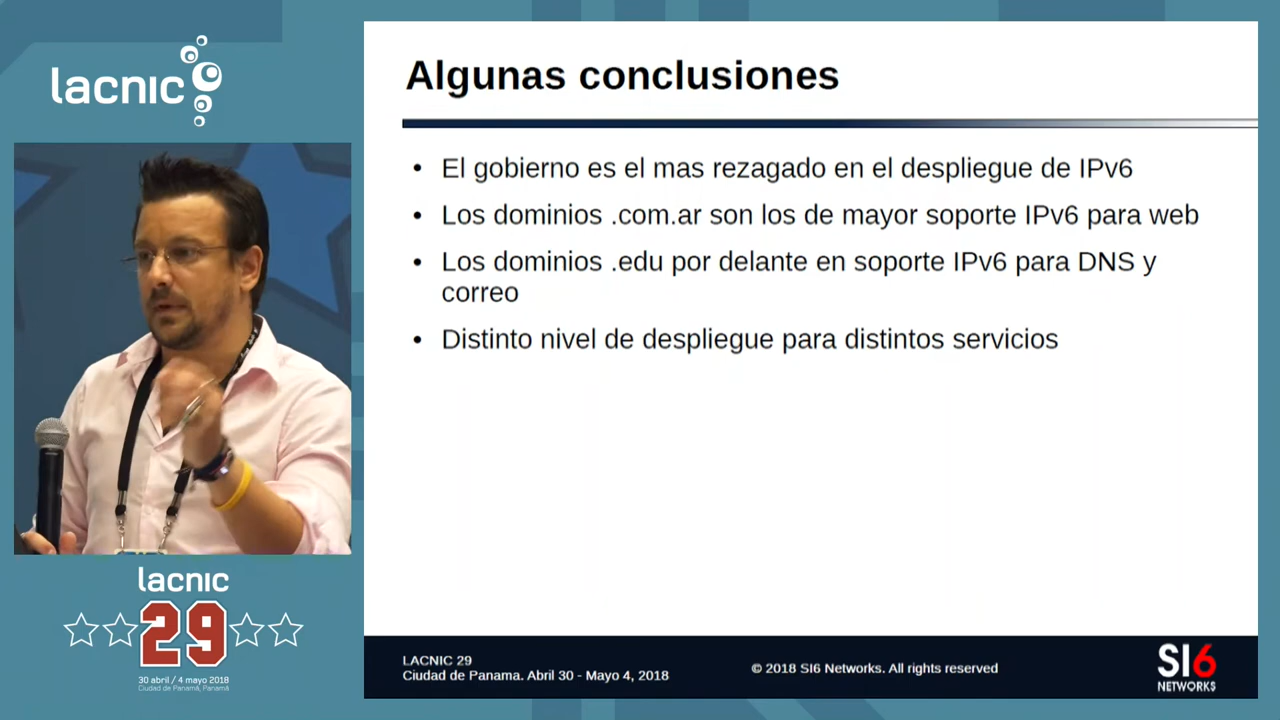 lacnic
Algunas conclusiones
• El gobierno es el mas rezagado en el despliegue de IPv6
• Los dominios .com.ar son los de mayor soporte IPv6 para web
• Los dominios .edu por delante en soporte IPv6 para DNS y
correo
• Distinto nivel de despliegue para distintos servicios
lacnic
29
30 abril / 4 mayo 2018
Ciudad de Panamá, Panamá
LACNIC 29
Ciudad de Panama. Abril 30 - Mayo 4, 2018
© 2018 SI6 Networks. All rights reserved
SI6
NETWORKS